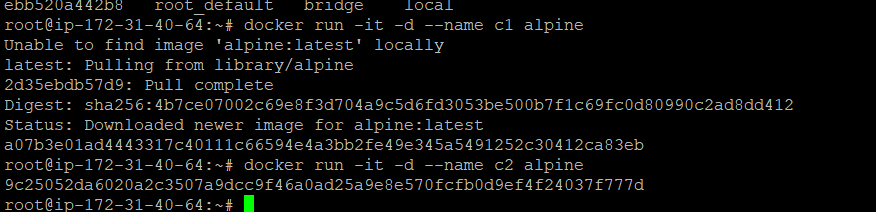 ebb520a442b8   root_default   bridge    local
root@ip-172-31-40-64:~# docker run -it -d --name c1 alpine
Unable to find image 'alpine:latest' locally
latest: Pulling from library/alpine
2d35ebdb57d9: Pull complete
Digest: sha256:4b7ce07002c69e8f3d704a9c5d6fd3053be500b7f1c69fc0d80990c2ad8dd412
Status: Downloaded newer image for alpine:latest
a07b3e01ad4443317c40111c66594e4a3bb2fe49e345a5491252c30412ca83eb
root@ip-172-31-40-64:~# docker run -it -d --name c2 alpine
9c25052da6020a2c3507a9dcc9f46a0ad25a9e8e570fcfb0d9ef4f24037f777d
root@ip-172-31-40-64:~#